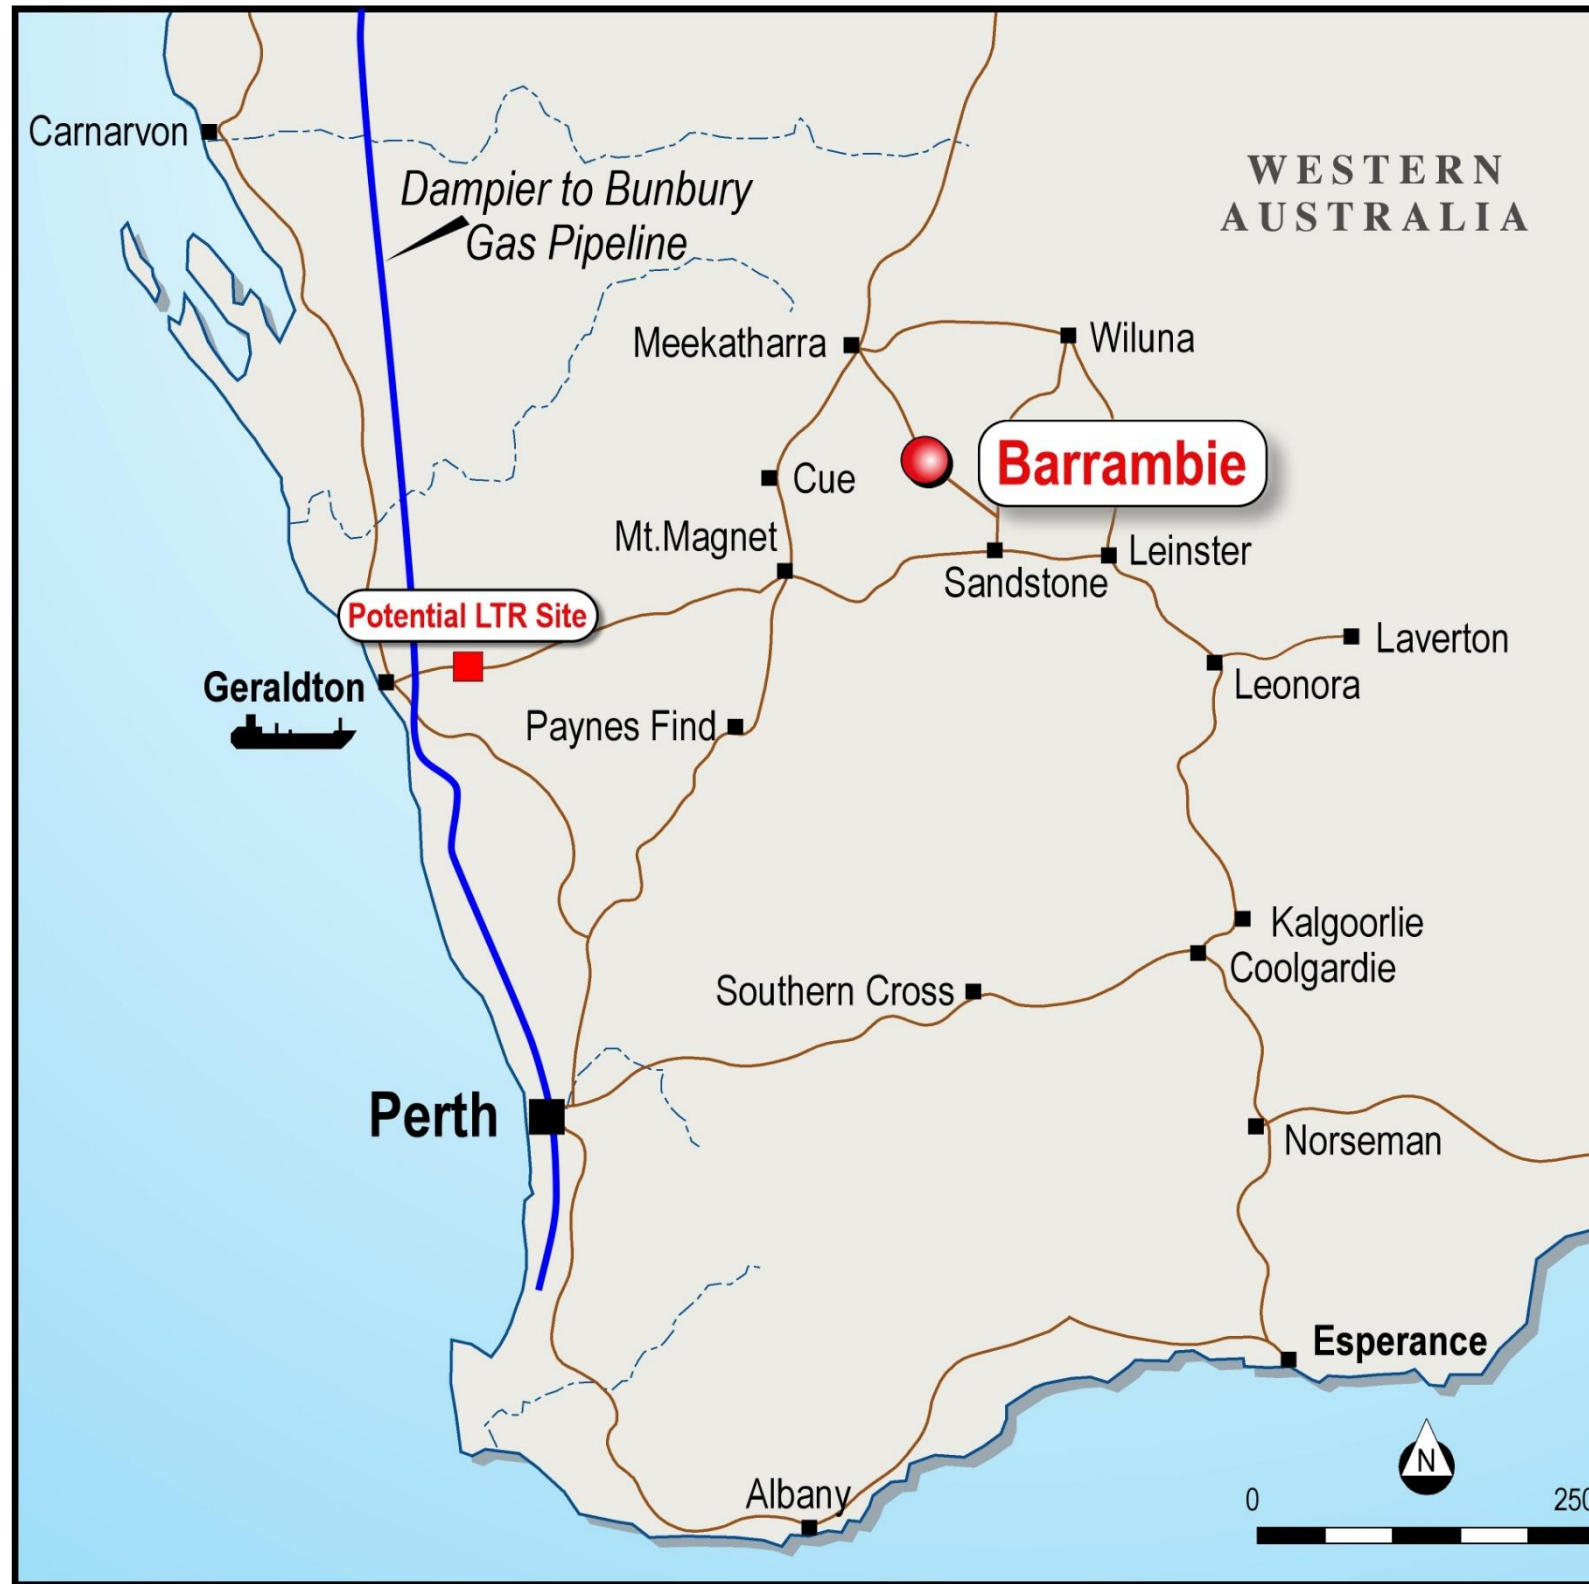 Carnarvon
Dampier to Bunbury
Gas Pipeline
WESTERN
AUSTRALIA
Meekatharra
Wiluna
Barrambie
Cue
Mt.Magnet
Sandstone
Leinster
Potential LTR Site
Laverton
Leonora
Geraldton
Paynes Find
Kalgoorlie
Coolgardie
Southern Cross
Perth
Norseman
Esperance
N
Albany
0
250